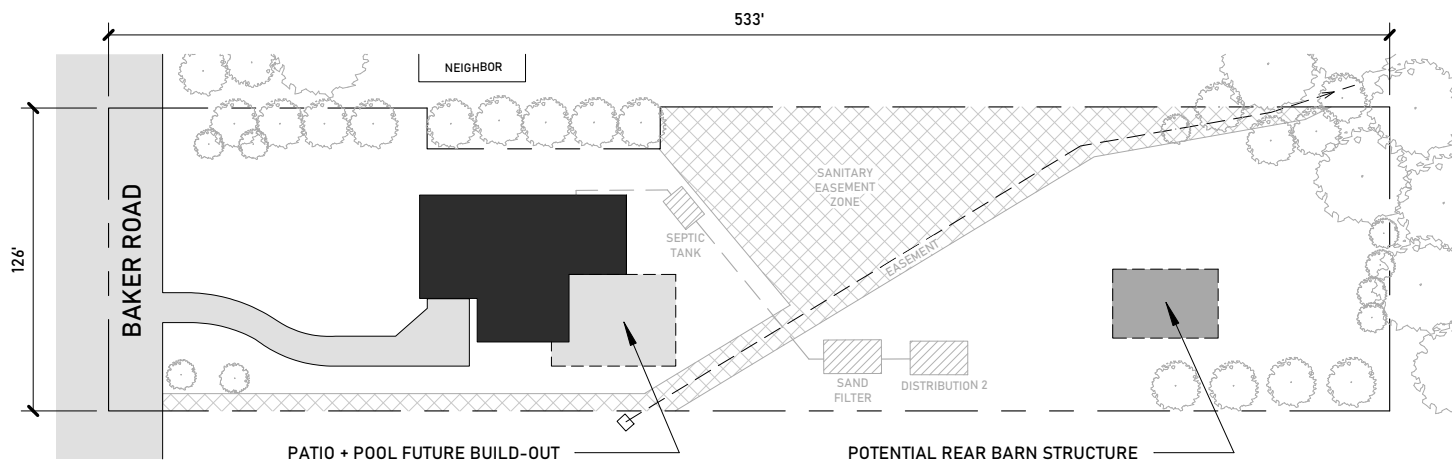 533'
NEIGHBOR
126'
BAKER ROAD
SANITARY
EASEMENT
ZONE
SEPTIC
TANK
EASEMENT
SAND
FILTER
DISTRIBUTION 2
PATIO + POOL FUTURE BUILD-OUT
POTENTIAL REAR BARN STRUCTURE